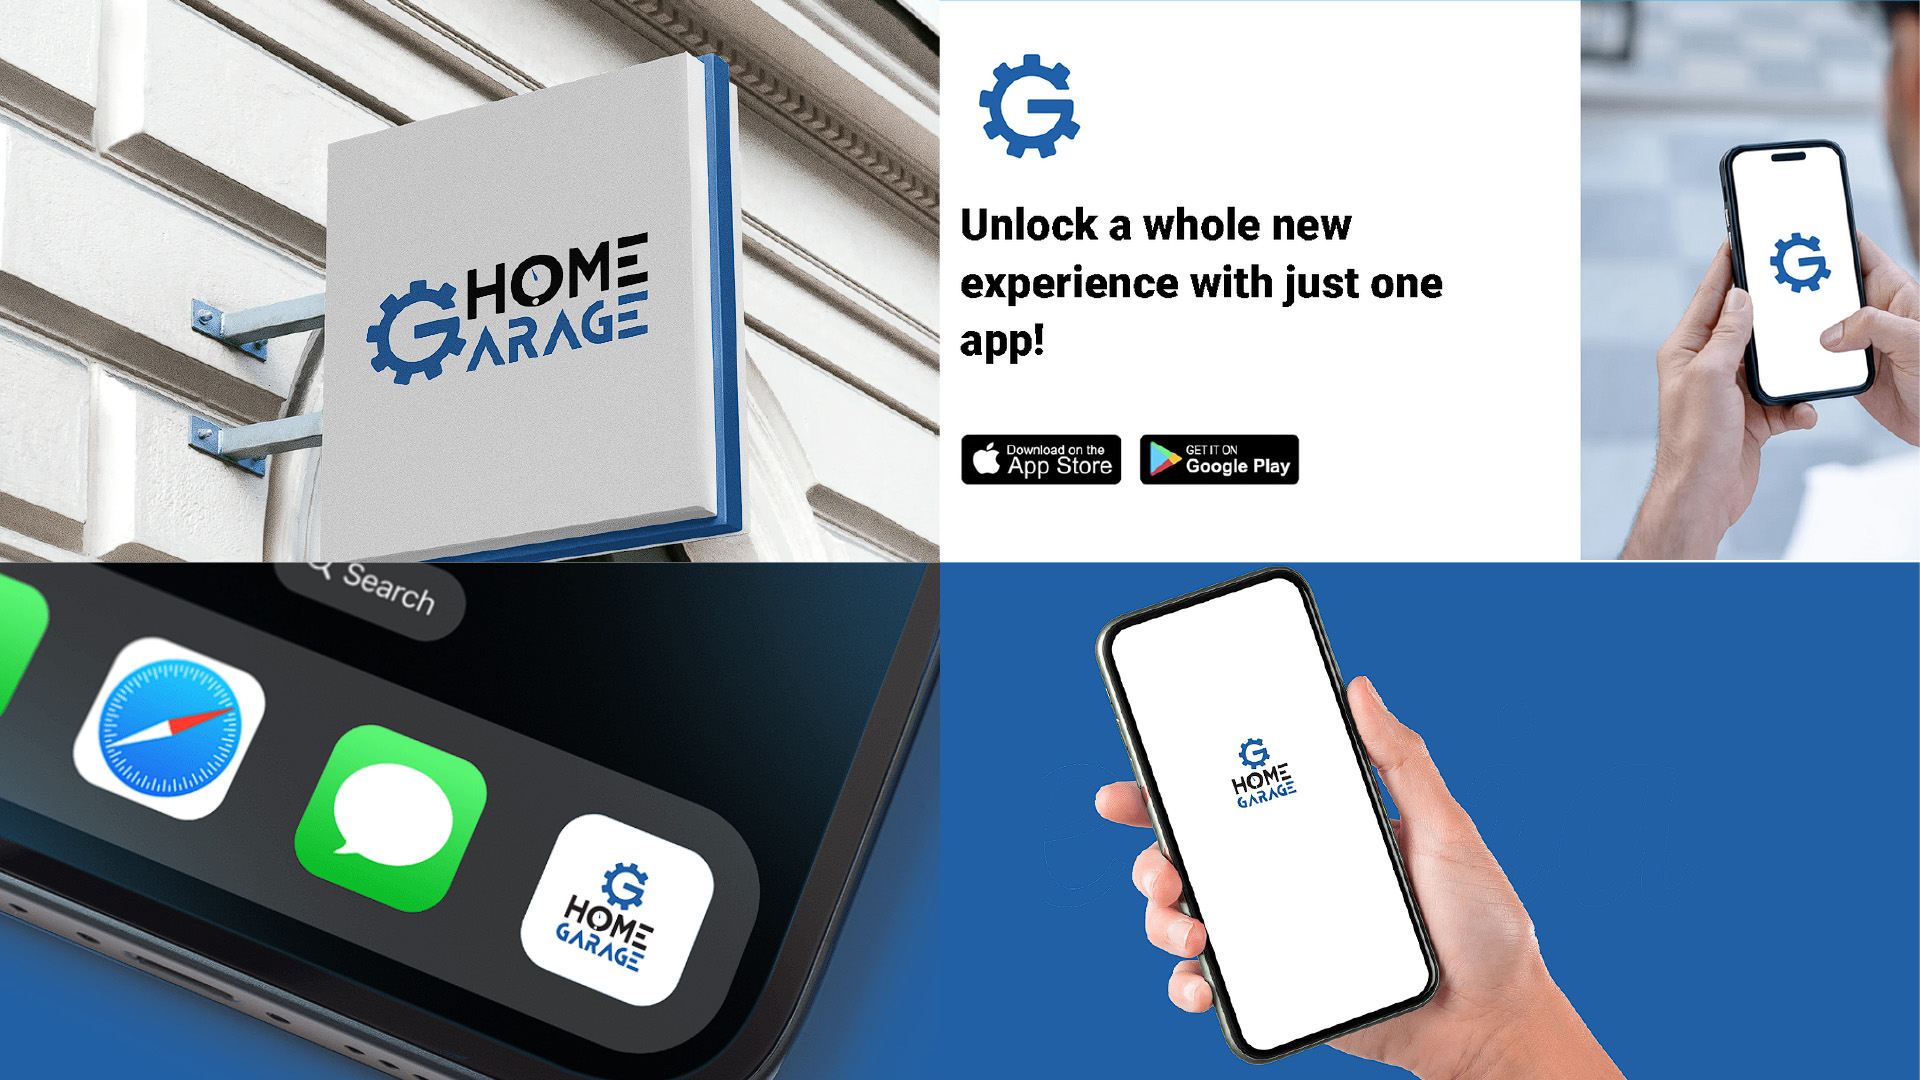 HOME
GARAGE
Unlock a whole new
experience with just one
app!
Download on the
App Store
GET IT ON
Google Play
Search
HOME
GARAGE
G
HOME
GARAGE